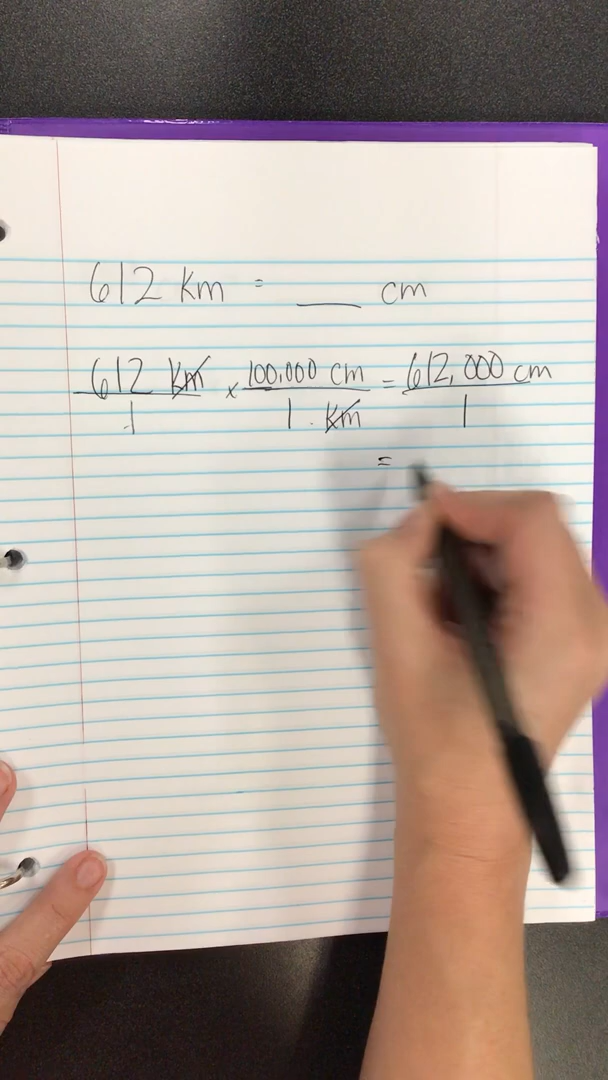 612 km = ___ cm
612 km/1 x 100,000 cm/1 km = 612,000 cm/1
=